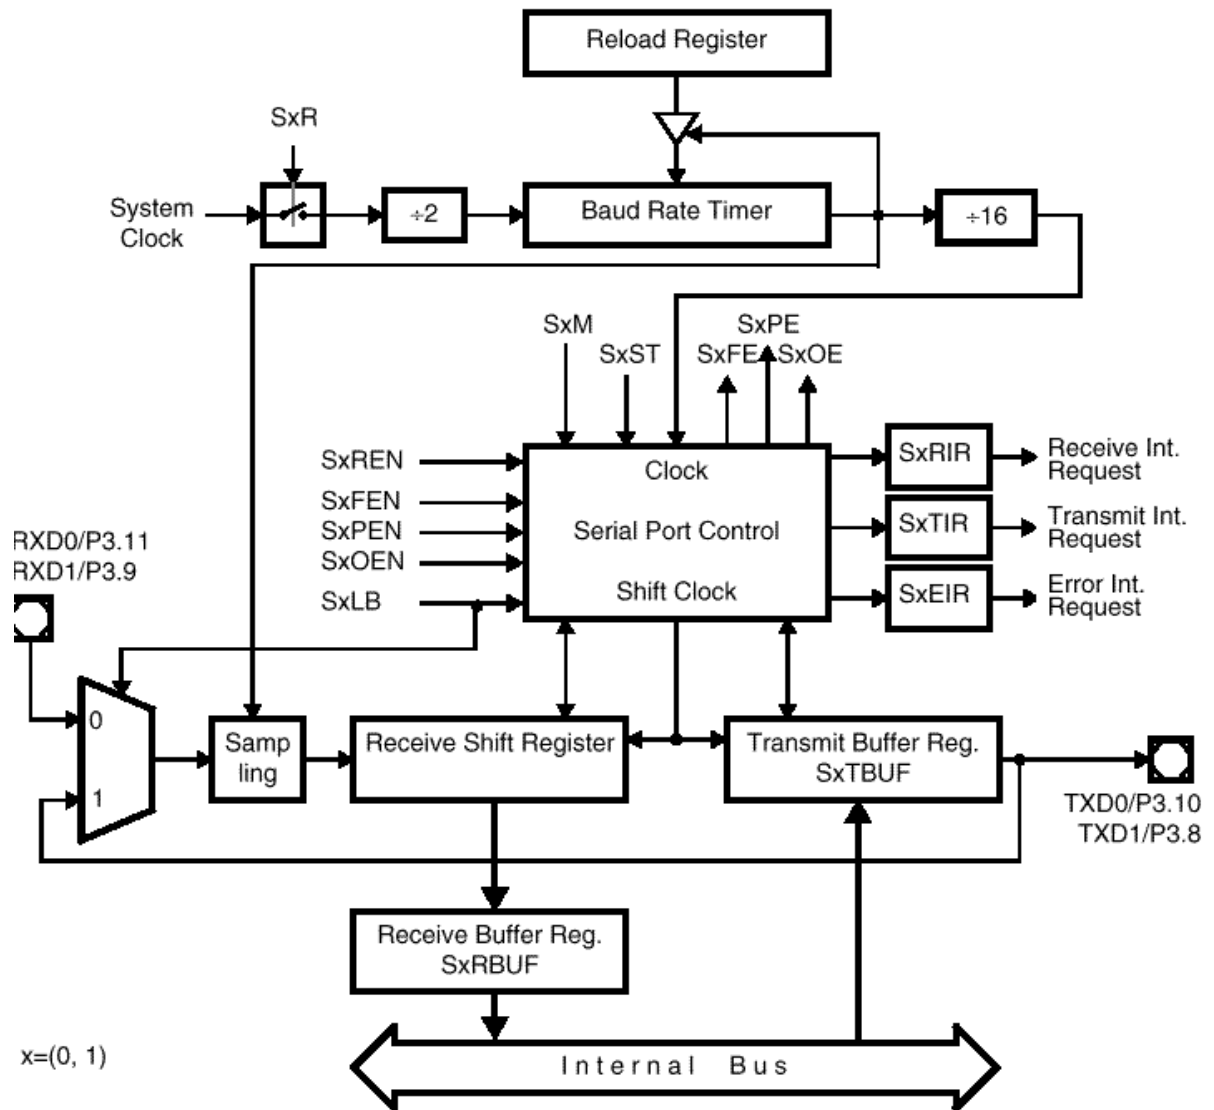 Reload Register
SxR
System
Clock
÷2
Baud Rate Timer
÷16
SxM
SxST
SxPE
SxFE
SxOE
SxREN
SxFEN
SxPEN
SxOEN
SxLB
Clock
Serial Port Control
Shift Clock
SxRIR
Receive Int.
Request
SxTIR
Transmit Int.
Request
SxEIR
Error Int.
Request
RXD0/P3.11
RXD1/P3.9
0
1
Samp
ling
Receive Shift Register
Transmit Buffer Reg.
SxTBUF
TXD0/P3.10
TXD1/P3.8
Receive Buffer Reg.
SxRBUF
x=(0, 1)
Internal Bus